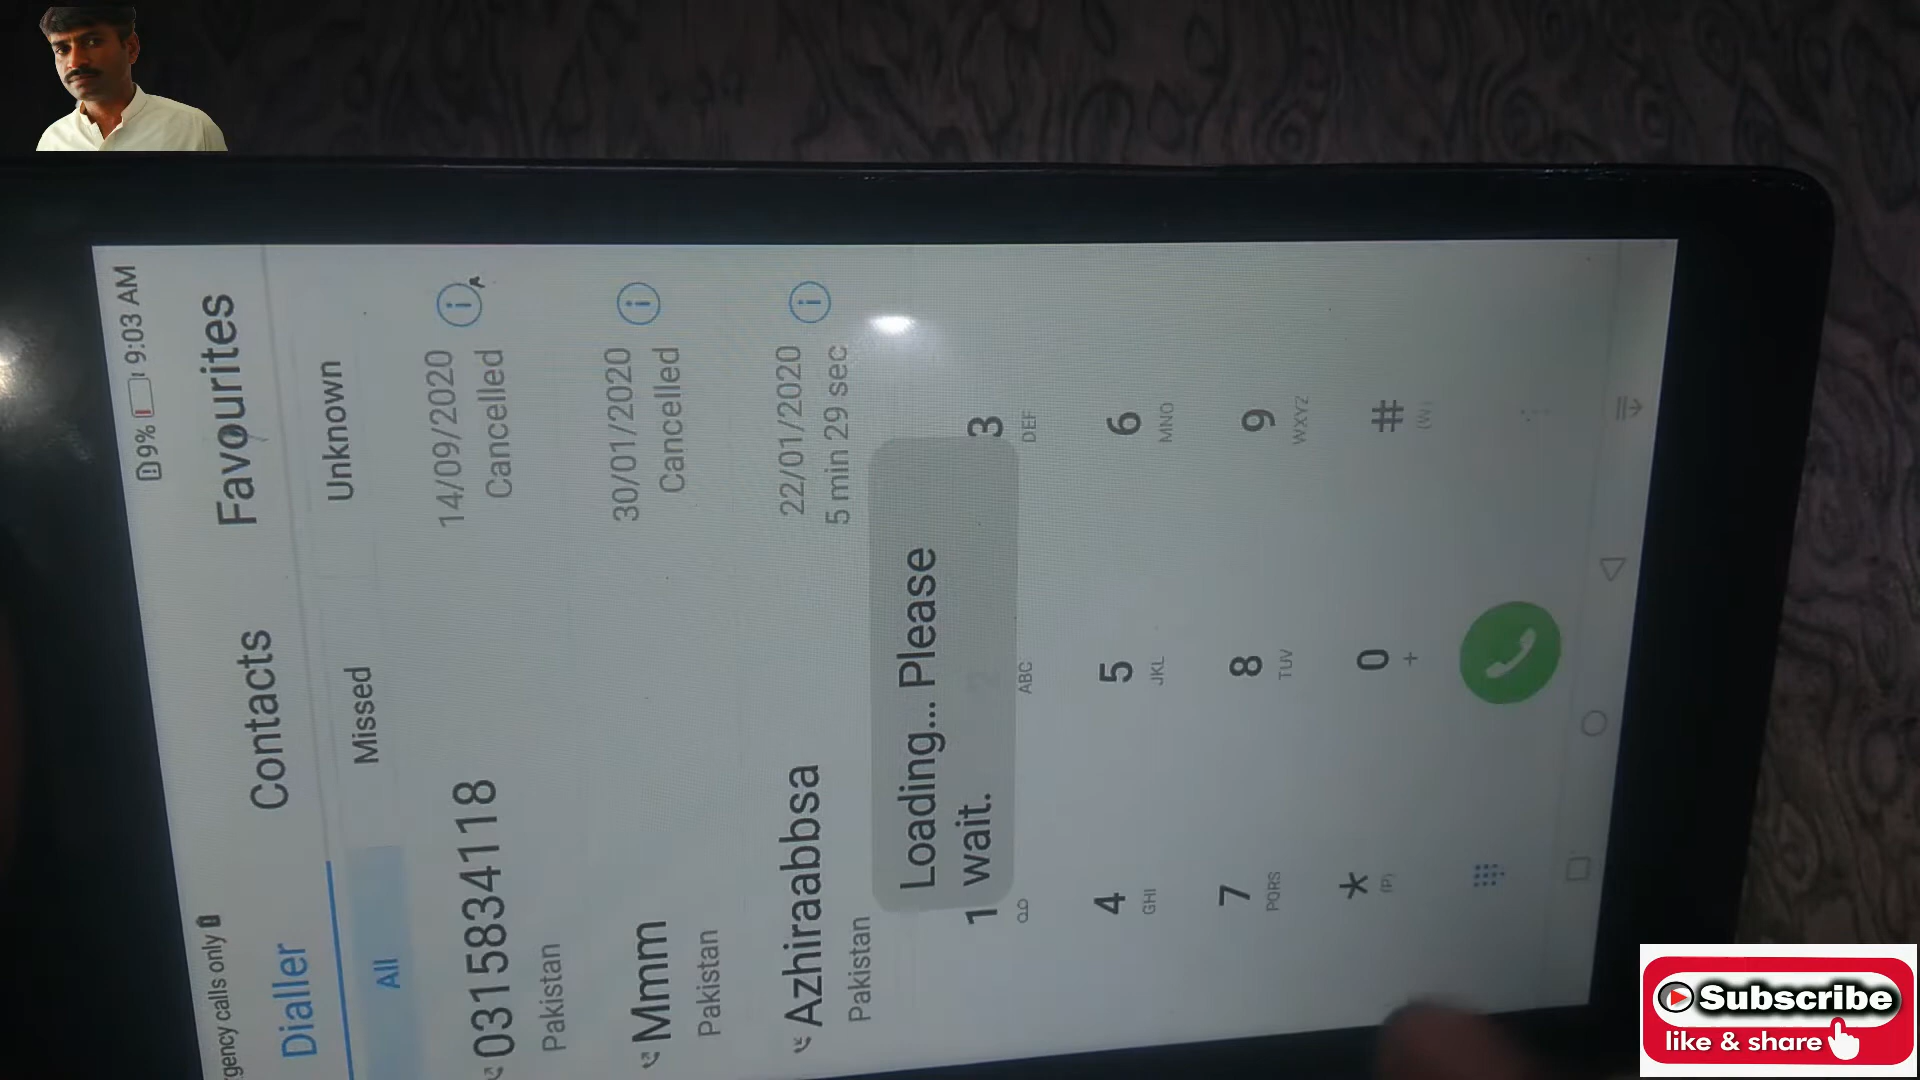 rgency calls only
9% 9:03 AM
Dialler Contacts Favourites
All Missed Unknown
03158834118 14/09/2020
Pakistan Cancelled
Mmm 30/01/2020
Pakistan Cancelled
Azhiraabbsa 22/01/2020
Pakistan 5 min 29 sec
Loading... Please
wait.
1 3
ABC DEF
4 5 6
GHI JKL MNO
7 8 9
PQRS TUV WXYZ
* 0 #
(P) + (W)
Subscribe
like & share